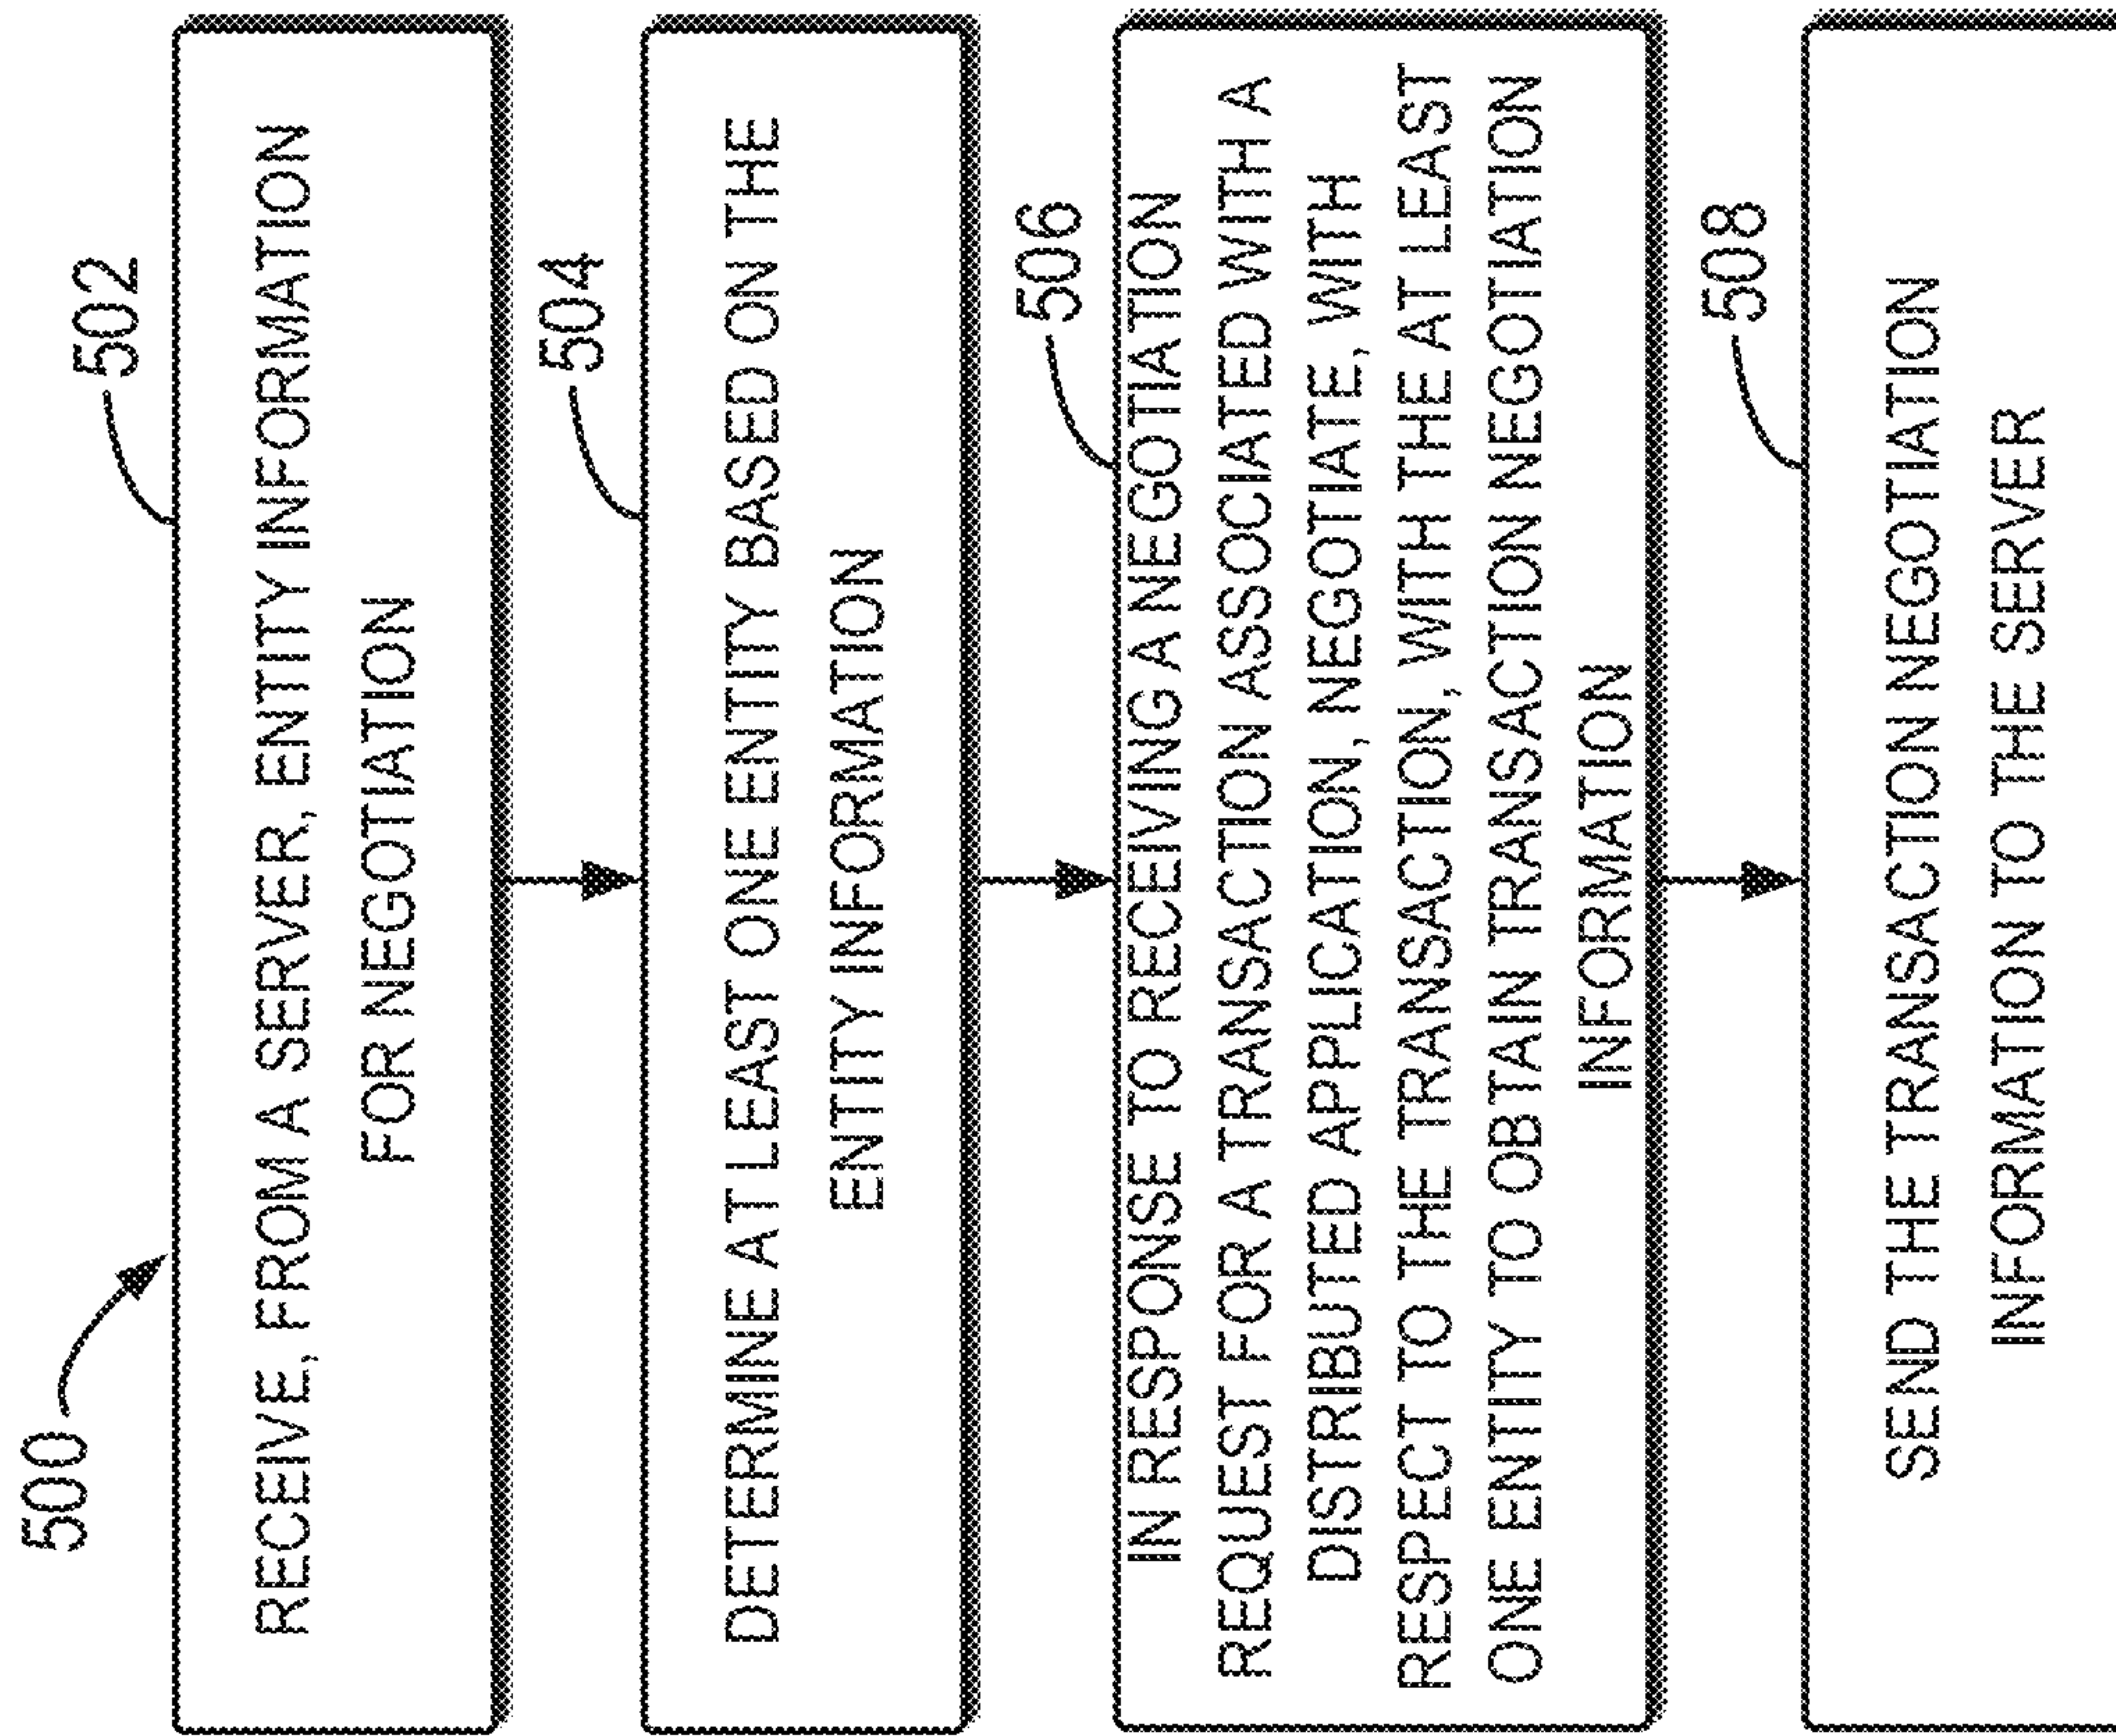 500
502
RECEIVE, FROM A SERVER, ENTITY INFORMATION
FOR NEGOTIATION
504
DETERMINE AT LEAST ONE ENTITY BASED ON THE
ENTITY INFORMATION
506
IN RESPONSE TO RECEIVING A NEGOTIATION
REQUEST FOR A TRANSACTION ASSOCIATED WITH A
DISTRIBUTED APPLICATION, NEGOTIATE, WITH
RESPECT TO THE TRANSACTION, WITH THE AT LEAST
ONE ENTITY TO OBTAIN TRANSACTION NEGOTIATION
INFORMATION
508
SEND THE TRANSACTION NEGOTIATION
INFORMATION TO THE SERVER